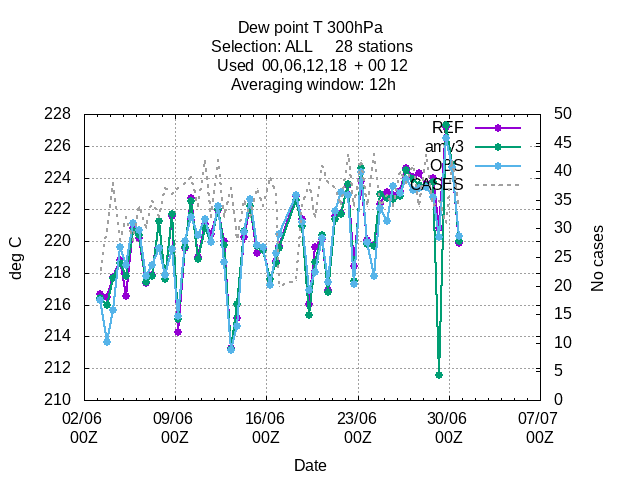 Dew point T 300hPa
Selection: ALL 28 stations
Used 00,06,12,18 + 00 12
Averaging window: 12h
228 50
226 45
224 40
222 35
220 30
218 25
216 20
214 15
212 10
210 5
0
REF
amv3
OBS
CASES
deg C
No cases
02/06 09/06 16/06 23/06 30/06 07/07
00Z 00Z 00Z 00Z 00Z 00Z
Date